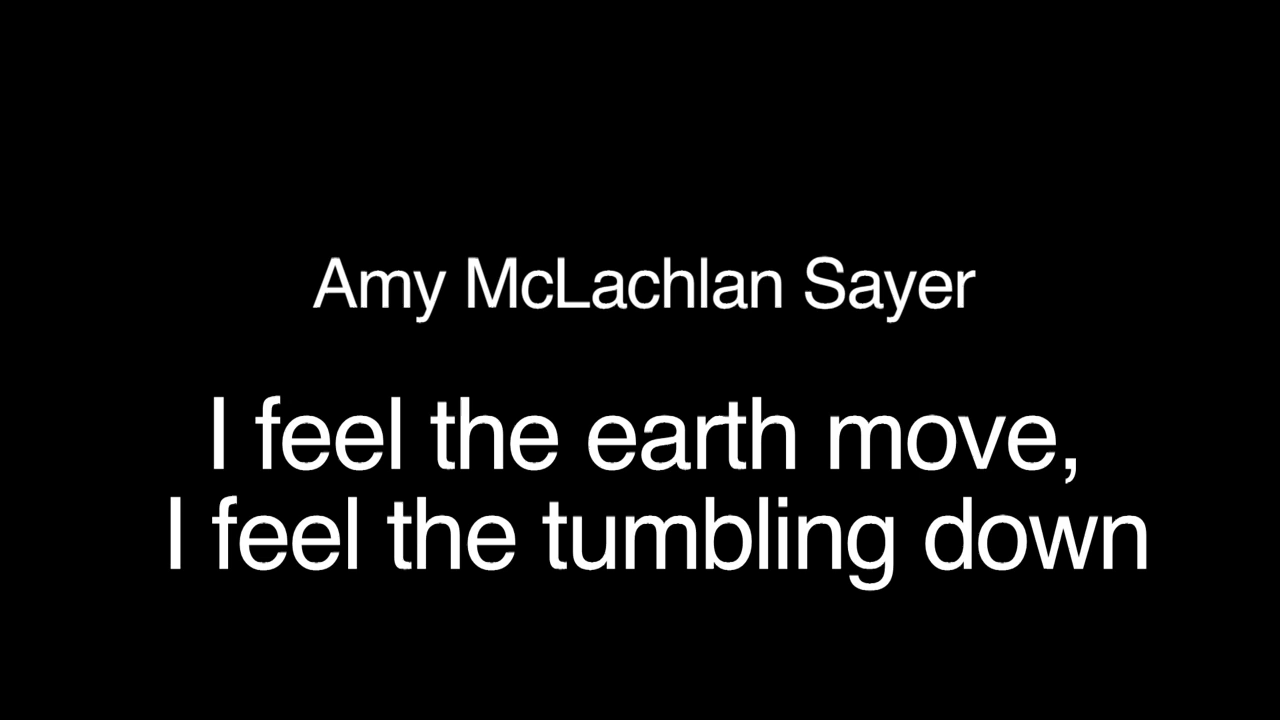 Amy McLachlan Sayer
I feel the earth move,
I feel the tumbling down